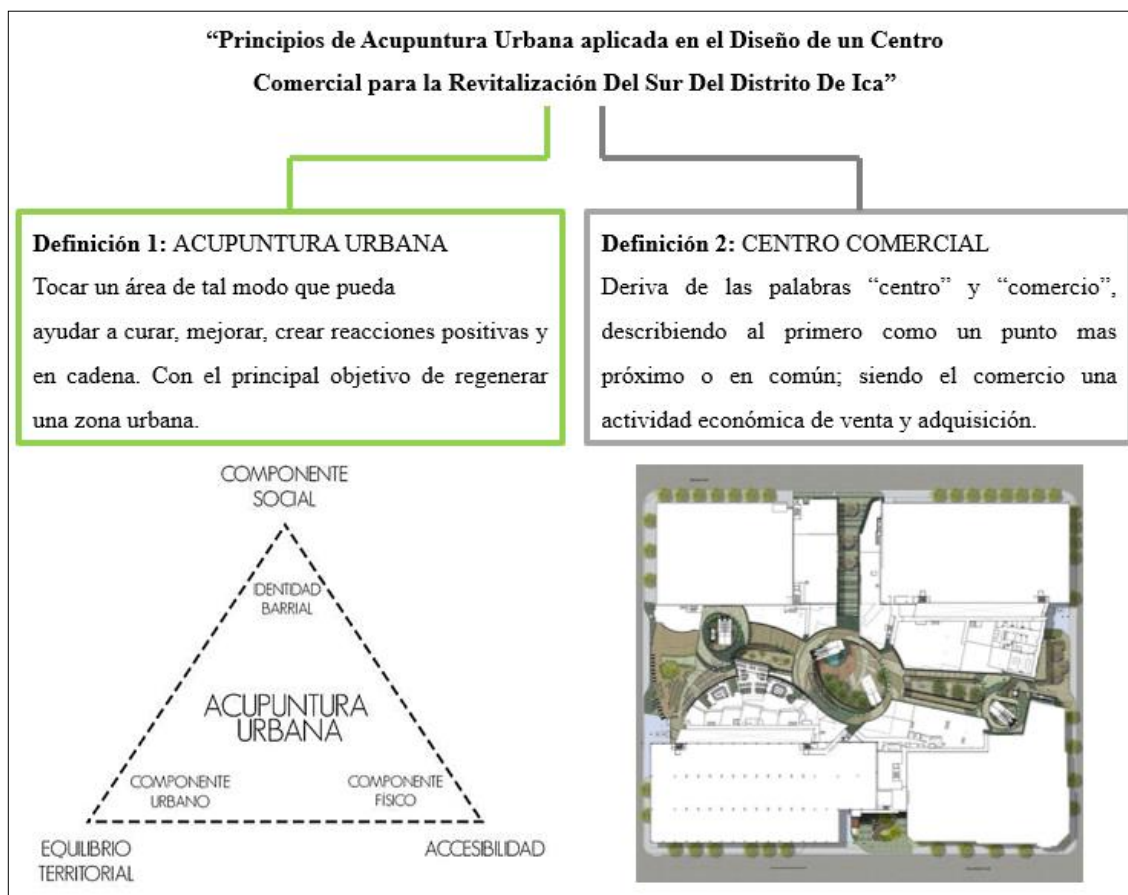 “Principios de Acupuntura Urbana aplicada en el Diseño de un Centro
Comercial para la Revitalización Del Sur Del Distrito De Ica”
Definición 1: ACUPUNTURA URBANA
Tocar un área de tal modo que pueda
ayudar a curar, mejorar, crear reacciones positivas y
en cadena. Con el principal objetivo de regenerar
una zona urbana.
Definición 2: CENTRO COMERCIAL
Deriva de las palabras “centro” y “comercio”,
describiendo al primero como un punto mas
próximo o en común; siendo el comercio una
actividad económica de venta y adquisición.
COMPONENTE
SOCIAL
IDENTIDAD
BARRIAL
ACUPUNTURA
URBANA
COMPONENTE
URBANO
COMPONENTE
FÍSICO
EQUILIBRIO
TERRITORIAL
ACCESIBILIDAD